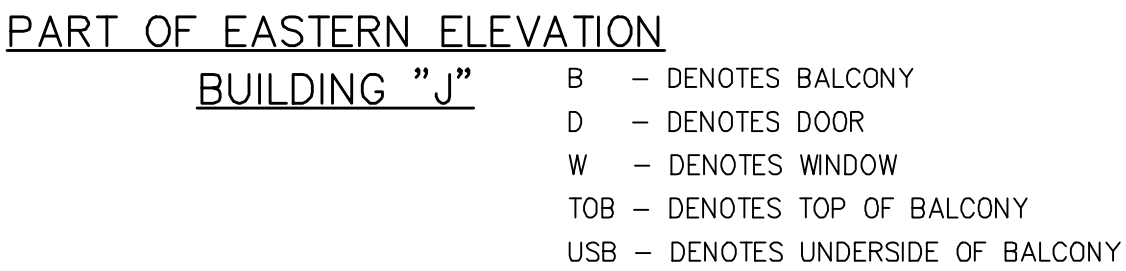 PART OF EASTERN ELEVATION
BUILDING "J"
B – DENOTES BALCONY
D – DENOTES DOOR
W – DENOTES WINDOW
TOB – DENOTES TOP OF BALCONY
USB – DENOTES UNDERSIDE OF BALCONY